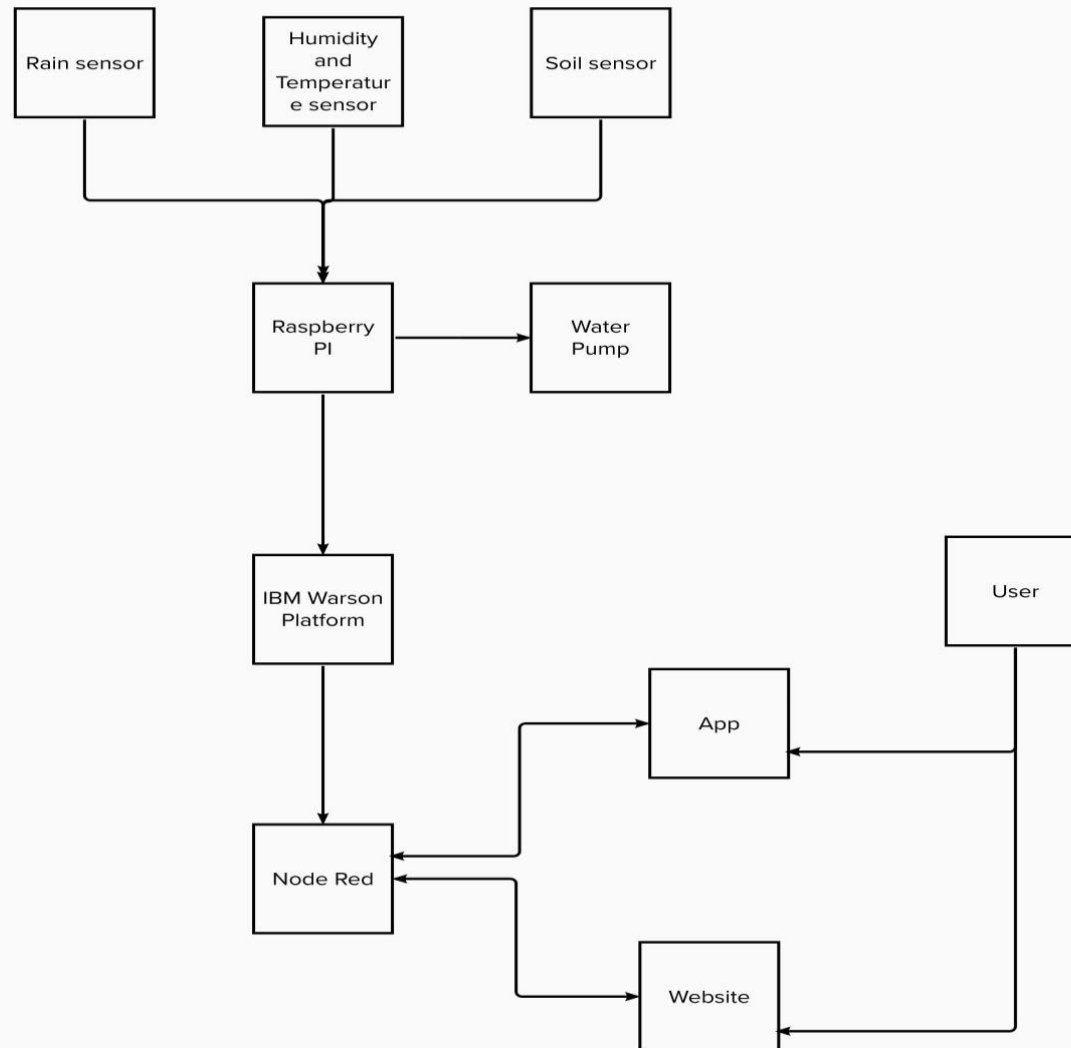 Rain sensor
Humidity
and
Temperatur
e sensor
Soil sensor
Raspberry
PI
Water
Pump
IBM Warson
Platform
User
App
Node Red
Website